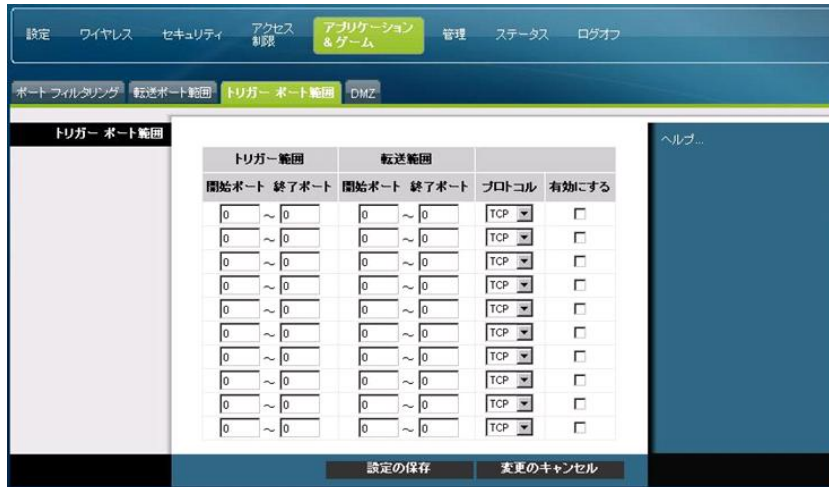 設定 ワイヤレス セキュリティ アクセス制限 アプリケーション&ゲーム 管理 ステータス ログオフ
ポート フィルタリング 転送ポート範囲 トリガー ポート範囲 DMZ
トリガー ポート範囲
ヘルプ...
トリガー範囲 転送範囲
開始ポート 終了ポート 開始ポート 終了ポート プロトコル 有効にする
0 ～ 0 0 ～ 0 TCP
0 ～ 0 0 ～ 0 TCP
0 ～ 0 0 ～ 0 TCP
0 ～ 0 0 ～ 0 TCP
0 ～ 0 0 ～ 0 TCP
0 ～ 0 0 ～ 0 TCP
0 ～ 0 0 ～ 0 TCP
0 ～ 0 0 ～ 0 TCP
0 ～ 0 0 ～ 0 TCP
0 ～ 0 0 ～ 0 TCP
設定の保存 変更のキャンセル